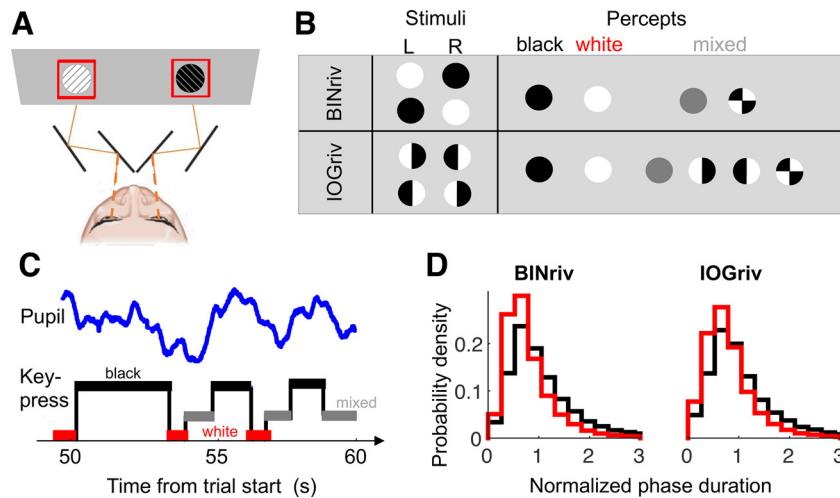 A
B
Stimuli
Percepts
L
R
black
white
mixed
BINriv
IOGriv
C
Pupil
Key-
press
black
white
mixed
50
55
60
Time from trial start (s)
D
BINriv
IOGriv
Probability density
0.2
0.1
0
0
1
2
3
0
1
2
3
Normalized phase duration